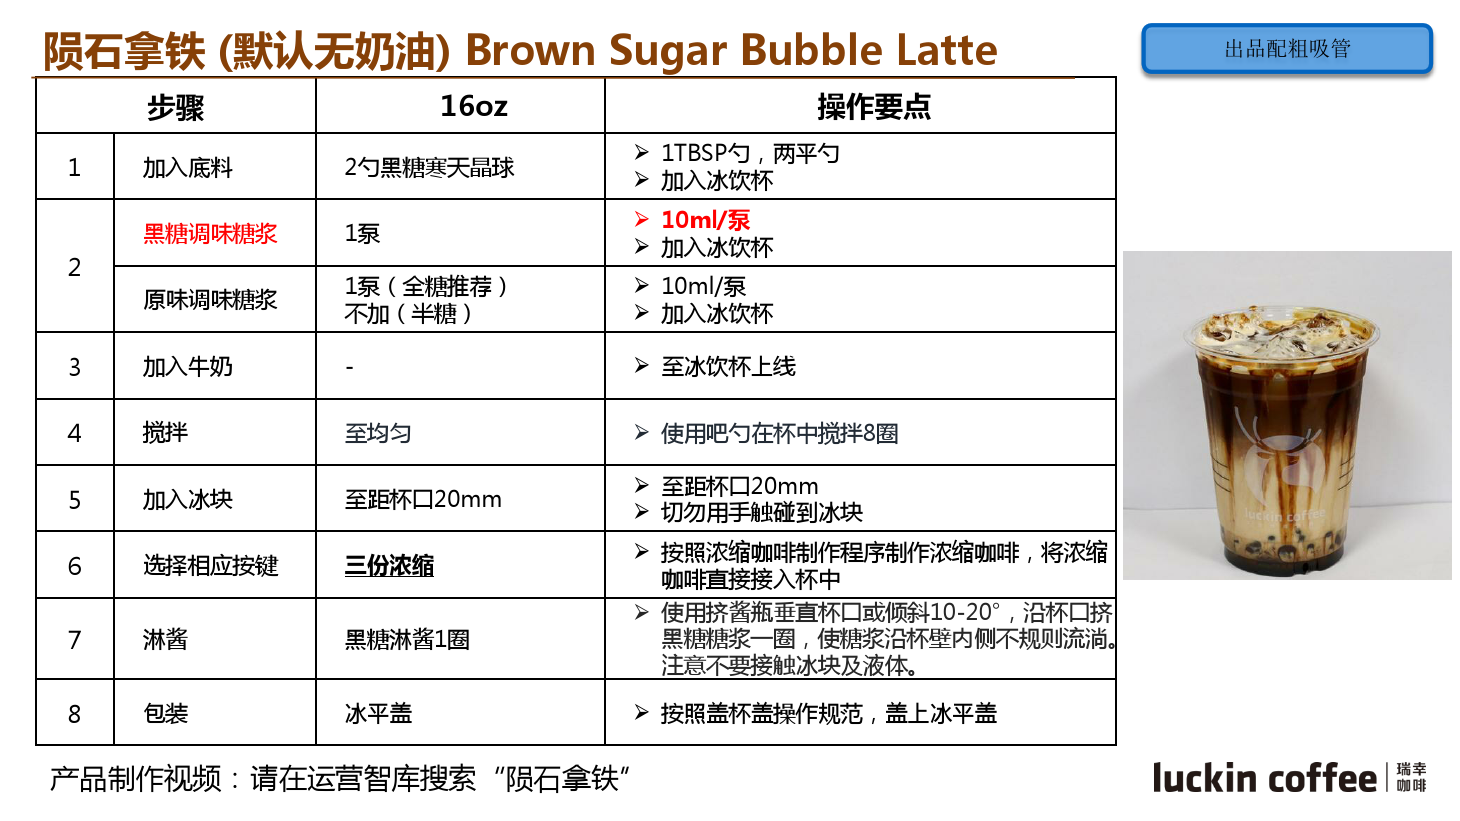 陨石拿铁 (默认无奶油) Brown Sugar Bubble Latte
出品配粗吸管
步骤 16oz 操作要点
1 加入底料 2勺黑糖寒天晶球
➢ 1TBSP勺，两平勺
➢ 加入冰饮杯
2
黑糖调味糖浆 1泵
➢ 10ml/泵
➢ 加入冰饮杯
原味调味糖浆
1泵（全糖推荐）
不加（半糖）
➢ 10ml/泵
➢ 加入冰饮杯
3 加入牛奶 - ➢ 至冰饮杯上线
4 搅拌 至均匀 ➢ 使用吧勺在杯中搅拌8圈
5 加入冰块 至距杯口20mm
➢ 至距杯口20mm
➢ 切勿用手触碰到冰块
6 选择相应按键 三份浓缩
➢ 按照浓缩咖啡制作程序制作浓缩咖啡，将浓缩
咖啡直接接入杯中
7 淋酱 黑糖淋酱1圈
➢ 使用挤酱瓶垂直杯口或倾斜10-20°，沿杯口挤
黑糖糖浆一圈，使糖浆沿杯壁内侧不规则流淌。
注意不要接触冰块及液体。
8 包装 冰平盖 ➢ 按照盖杯盖操作规范，盖上冰平盖
luckin coffee
产品制作视频：请在运营智库搜索“陨石拿铁”
luckin coffee 瑞幸
咖啡